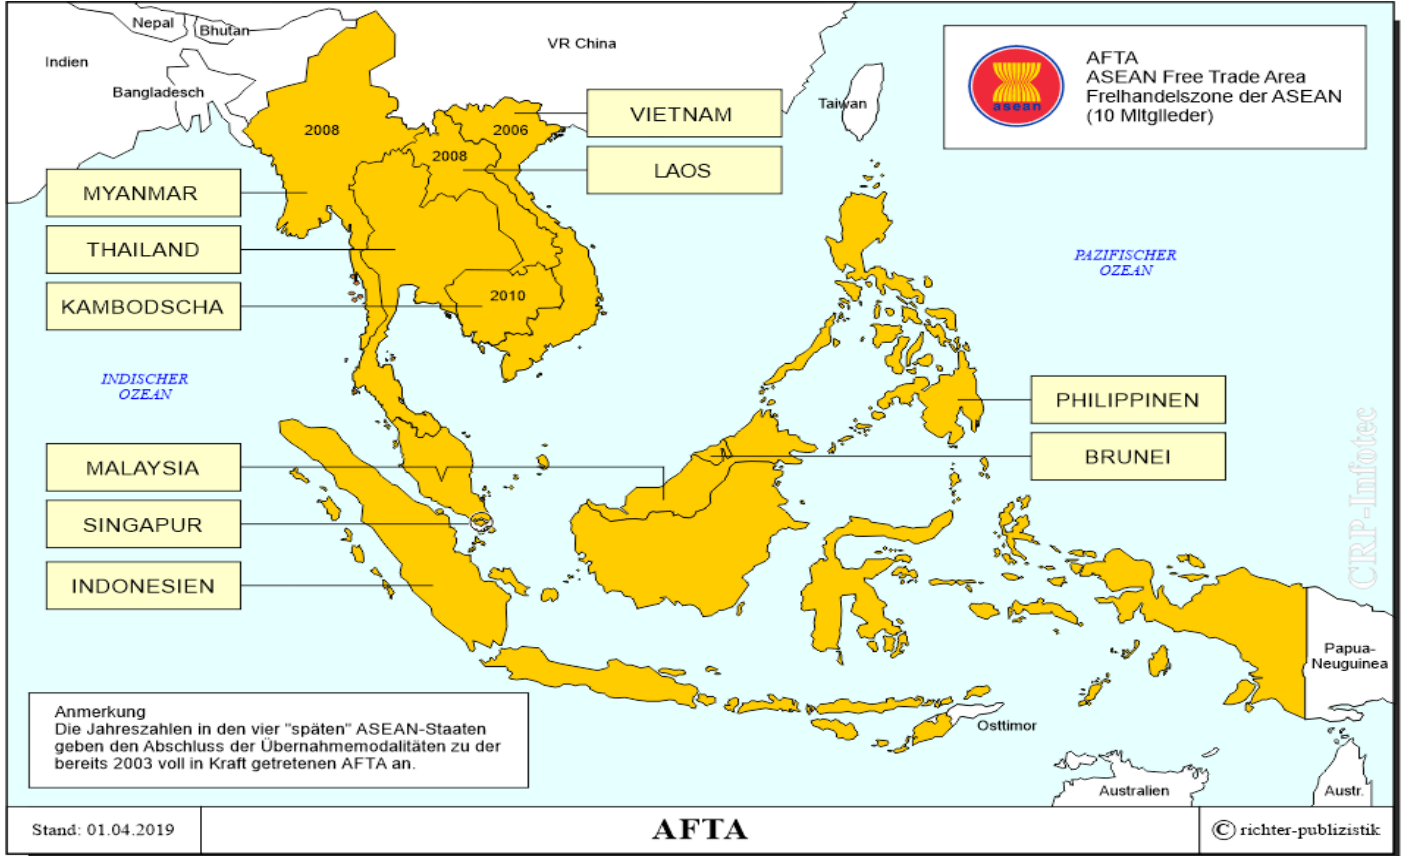 Nepal
Bhutan
VR China
Indien
Bangladesch
Taiwan
asean
AFTA
ASEAN Free Trade Area
Freihandelszone der ASEAN
(10 Mitglieder)
2008
2006
2008
VIETNAM
LAOS
MYANMAR
THAILAND
KAMBODSCHA
2010
PAZIFISCHER
OZEAN
INDISCHER
OZEAN
PHILIPPINEN
BRUNEI
MALAYSIA
SINGAPUR
INDONESIEN
CRP-Infotec
Papua-
Neuguinea
Osttimor
Anmerkung
Die Jahreszahlen in den vier "späten" ASEAN-Staaten
geben den Abschluss der Übernahmemodalitäten zu der
bereits 2003 voll in Kraft getretenen AFTA an.
Australien
Austr.
Stand: 01.04.2019
AFTA
© richter-publizistik